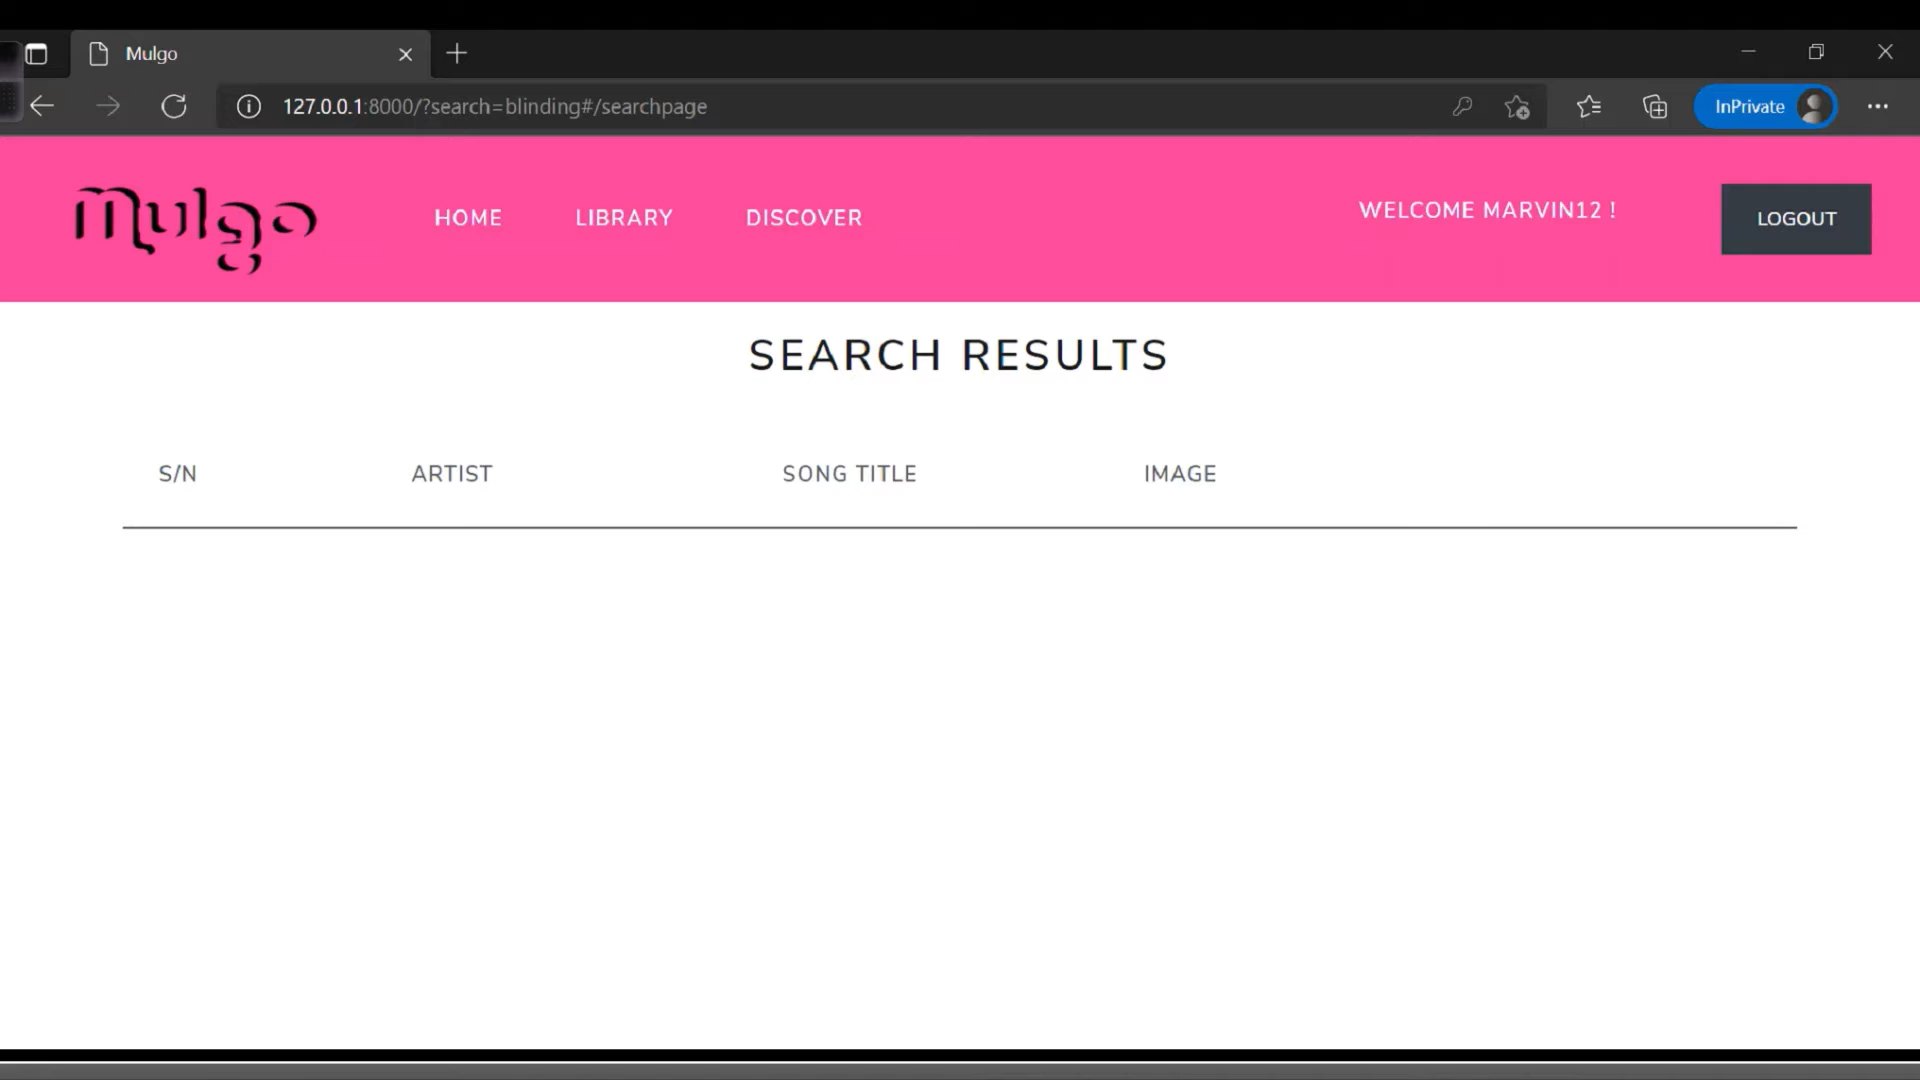 Mulgo
127.0.0.1:8000/?search=blinding#/searchpage
InPrivate
Mulgo
HOME
LIBRARY
DISCOVER
WELCOME MARVIN12 !
LOGOUT
SEARCH RESULTS
S/N
ARTIST
SONG TITLE
IMAGE